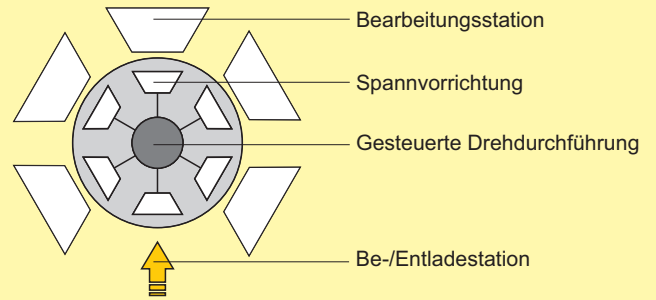 Bearbeitungsstation
Spannvorrichtung
Gesteuerte Drehdurchführung
Be-/Entladestation